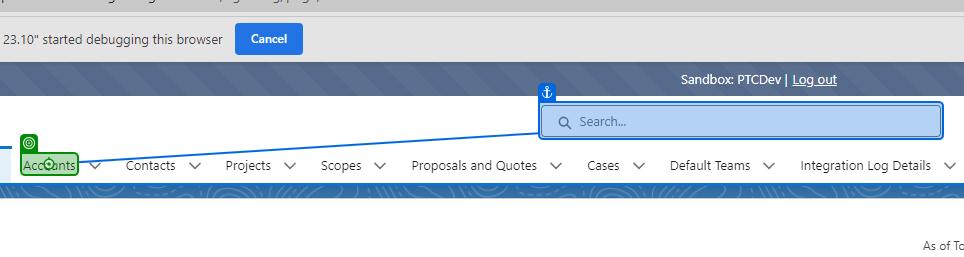 23.10" started debugging this browser
Cancel
Sandbox: PTCDev | Log out
Search...
Accounts
Contacts
Projects
Scopes
Proposals and Quotes
Cases
Default Teams
Integration Log Details
As of To